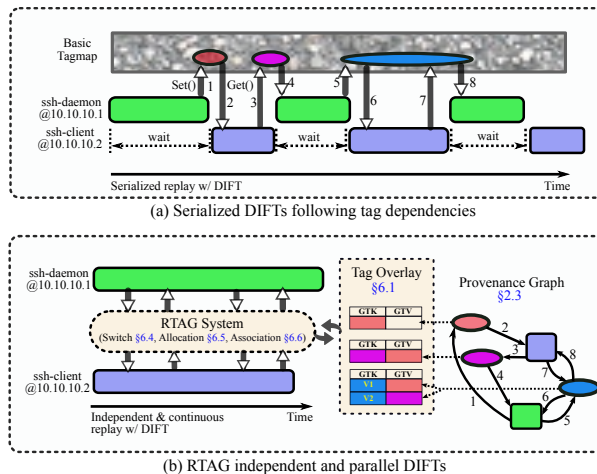 Basic
Tagmap
Set()
1
2
Get()
3
4
5
6
7
8
ssh-daemon
@10.10.10.1
ssh-client
@10.10.10.2
wait
wait
wait
Serialized replay w/ DIFT
Time
(a) Serialized DIFTs following tag dependencies
ssh-daemon
@10.10.10.1
RTAG System
(Switch §6.4, Allocation §6.5, Association §6.6)
ssh-client
@10.10.10.2
Independent & continuous
replay w/ DIFT
Time
Tag Overlay
§6.1
GTK GTV
GTK GTV
GTK GTV
V1
V2
Provenance Graph
§2.3
2
3
8
7
4
1
6
5
(b) RTAG independent and parallel DIFTs